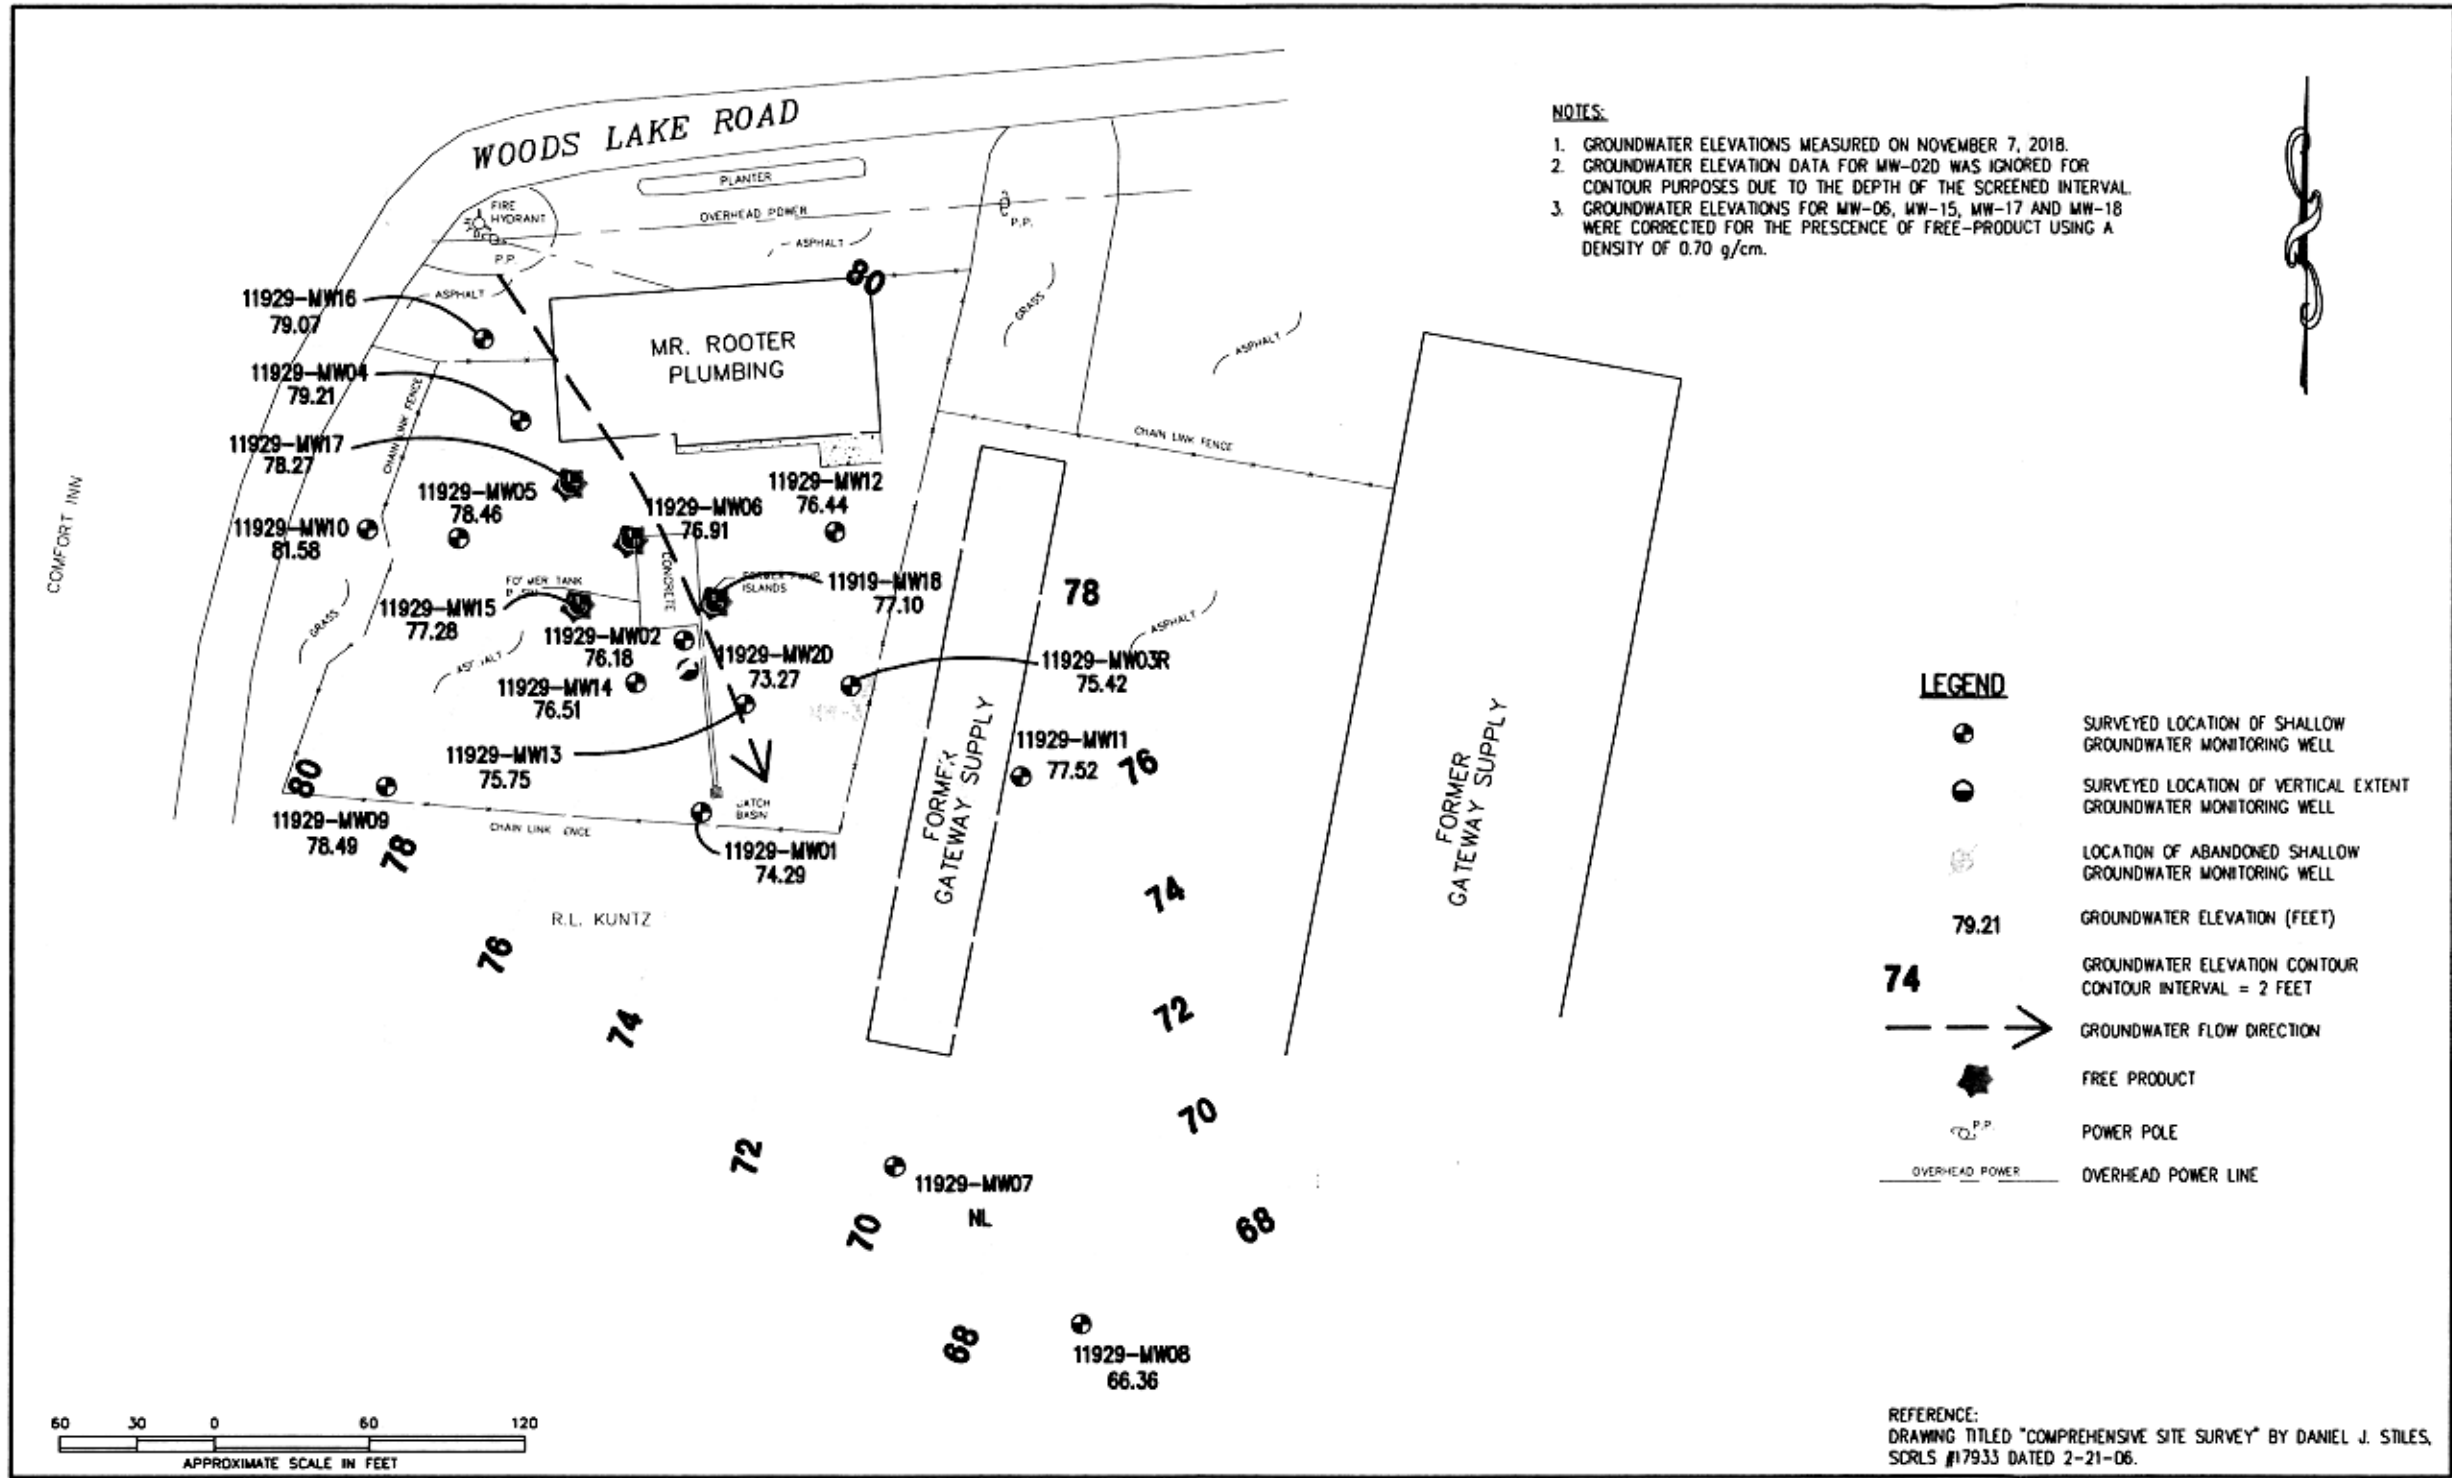 WOODS LAKE ROAD
PLANTER
FIRE
HYDRANT
OVERHEAD POWER
P.P.
ASPHALT
P.P.
ASPHALT
80
GRASS
ASPHALT
NOTES:
1. GROUNDWATER ELEVATIONS MEASURED ON NOVEMBER 7, 2018.
2. GROUNDWATER ELEVATION DATA FOR MW-02D WAS IGNORED FOR
CONTOUR PURPOSES DUE TO THE DEPTH OF THE SCREENED INTERVAL.
3. GROUNDWATER ELEVATIONS FOR MW-06, MW-15, MW-17 AND MW-18
WERE CORRECTED FOR THE PRESCENCE OF FREE-PRODUCT USING A
DENSITY OF 0.70 g/cm.
11929-MW16
79.07
MR. ROOTER
PLUMBING
11929-MW04
79.21
CHAIN LINK FENCE
11929-MW17
78.27
CHAIN LINK FENCE
COMFORT INN
11929-MW05
78.46
11929-MW12
76.44
11929-MW06
76.91
11929-MW10
81.58
CONCRETE
ISLANDS
11919-MW18
77.10
78
TANK
11929-MW15
77.28
GRASS
ASPHALT
11929-MW02
76.18
11929-MW2D
73.27
11929-MW03R
75.42
11929-MW14
76.51
MW-3
11929-MW13
75.75
11929-MW11
77.52
76
80
11929-MW09
78.49
CHAIN LINK
BASIN
11929-MW01
74.29
FORMER
GATEWAY SUPPLY
FORMER
GATEWAY SUPPLY
78
74
R.L. KUNTZ
76
74
72
72
70
11929-MW07
NL
70
68
68
11929-MW08
66.36
LEGEND
SURVEYED LOCATION OF SHALLOW
GROUNDWATER MONITORING WELL
SURVEYED LOCATION OF VERTICAL EXTENT
GROUNDWATER MONITORING WELL
LOCATION OF ABANDONED SHALLOW
GROUNDWATER MONITORING WELL
79.21 GROUNDWATER ELEVATION (FEET)
74 GROUNDWATER ELEVATION CONTOUR
CONTOUR INTERVAL = 2 FEET
GROUNDWATER FLOW DIRECTION
FREE PRODUCT
P.P. POWER POLE
OVERHEAD POWER OVERHEAD POWER LINE
60 30 0 60 120
APPROXIMATE SCALE IN FEET
REFERENCE:
DRAWING TITLED "COMPREHENSIVE SITE SURVEY" BY DANIEL J. STILES,
SCRLS #17933 DATED 2-21-06.